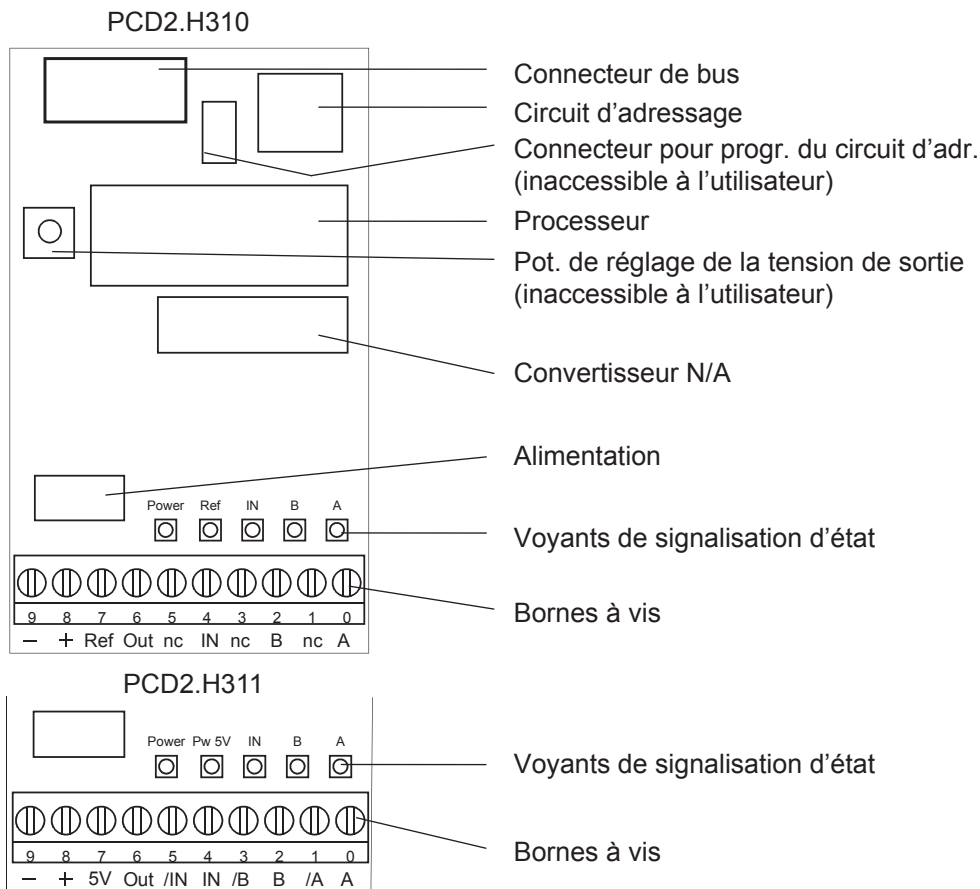 PCD2.H310
Connecteur de bus
Circuit d’adressage
Connecteur pour progr. du circuit d’adr.
(inaccessible à l’utilisateur)
Processeur
Pot. de réglage de la tension de sortie
(inaccessible à l’utilisateur)
Convertisseur N/A
Alimentation
Power Ref IN B A
Voyants de signalisation d’état
Bornes à vis
9 8 7 6 5 4 3 2 1 0
– + Ref Out nc IN nc B nc A
PCD2.H311
Power Pw 5V IN B A
Voyants de signalisation d’état
Bornes à vis
9 8 7 6 5 4 3 2 1 0
– + 5V Out /IN IN /B B /A A